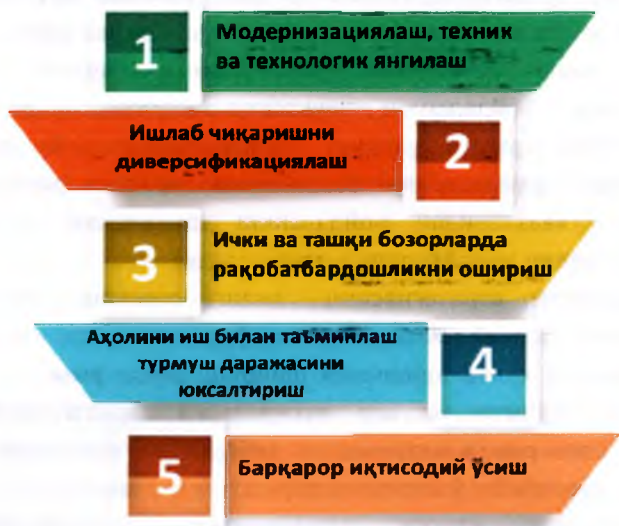 1
Модернизациялаш, техник
ва технологик янгилаш
Ишлаб чиқаришни
диверсификациялаш
2
3
Ички ва ташқи бозорларда
рақобатбардошликни ошириш
Аҳолини иш билан таъминлаш
турмуш даражасини
юксалтириш
4
5
Барқарор иқтисодий ўсиш